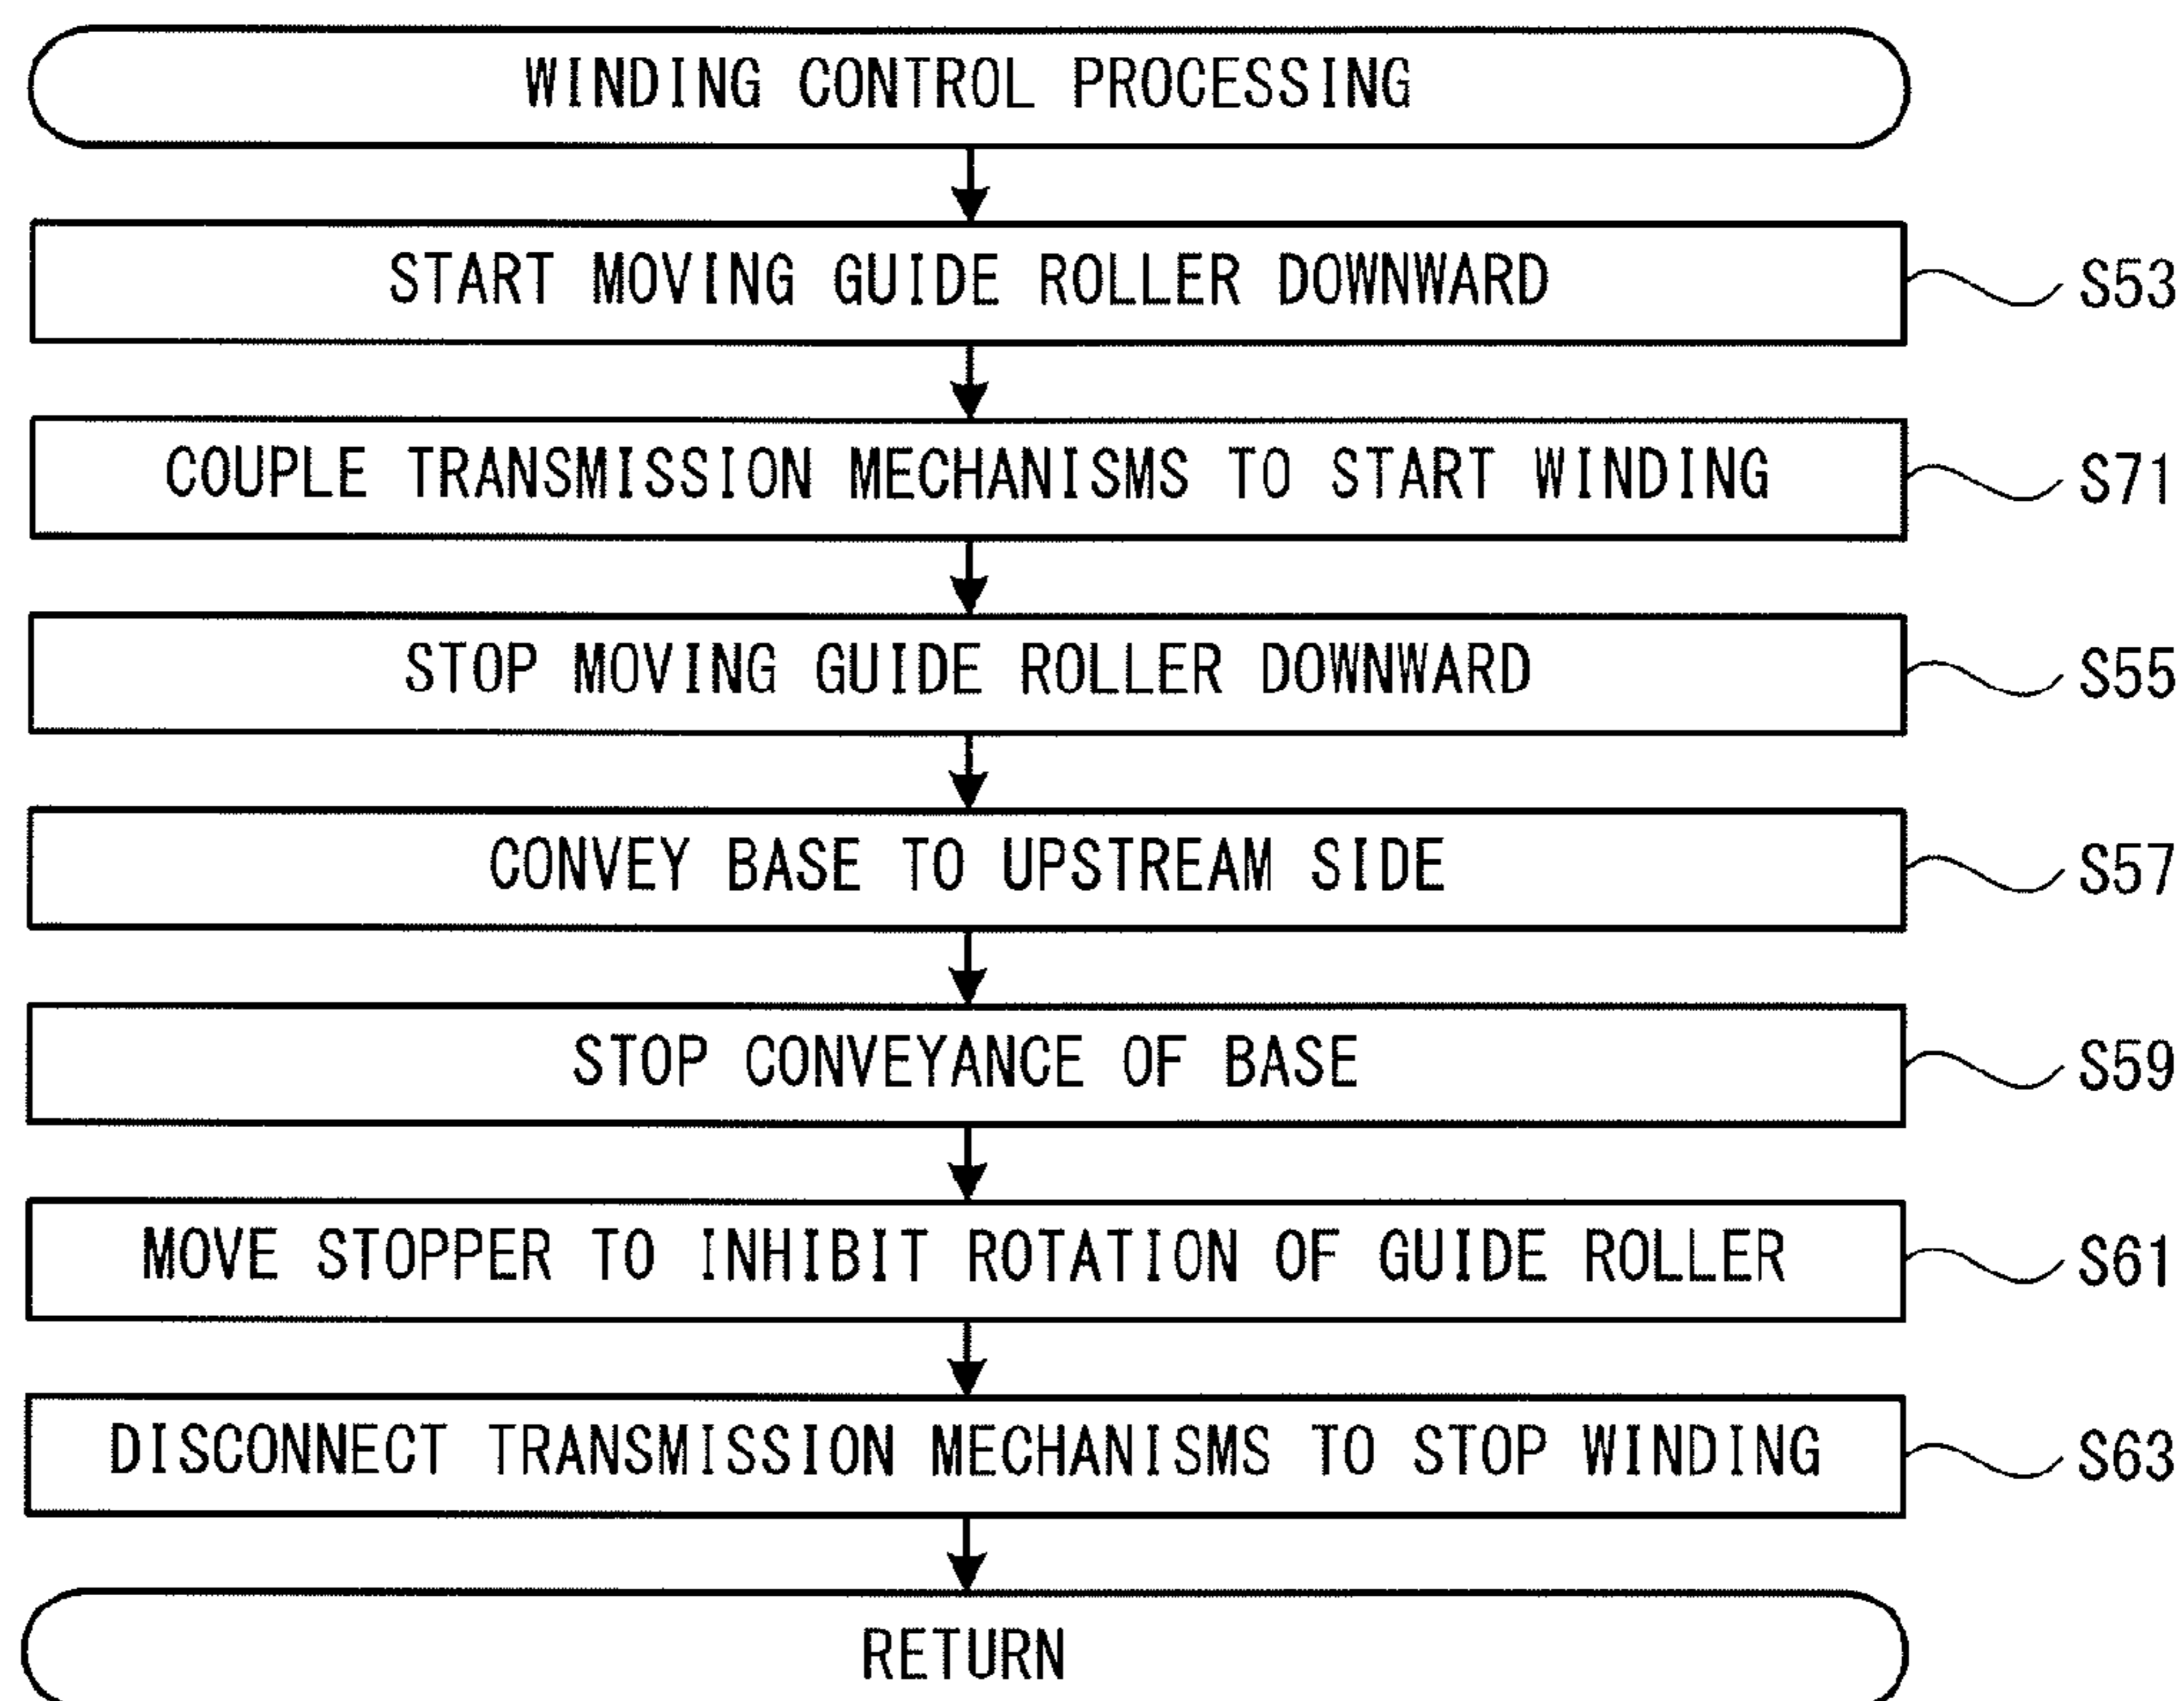 WINDING CONTROL PROCESSING
START MOVING GUIDE ROLLER DOWNWARD S53
COUPLE TRANSMISSION MECHANISMS TO START WINDING S71
STOP MOVING GUIDE ROLLER DOWNWARD S55
CONVEY BASE TO UPSTREAM SIDE S57
STOP CONVEYANCE OF BASE S59
MOVE STOPPER TO INHIBIT ROTATION OF GUIDE ROLLER S61
DISCONNECT TRANSMISSION MECHANISMS TO STOP WINDING S63
RETURN